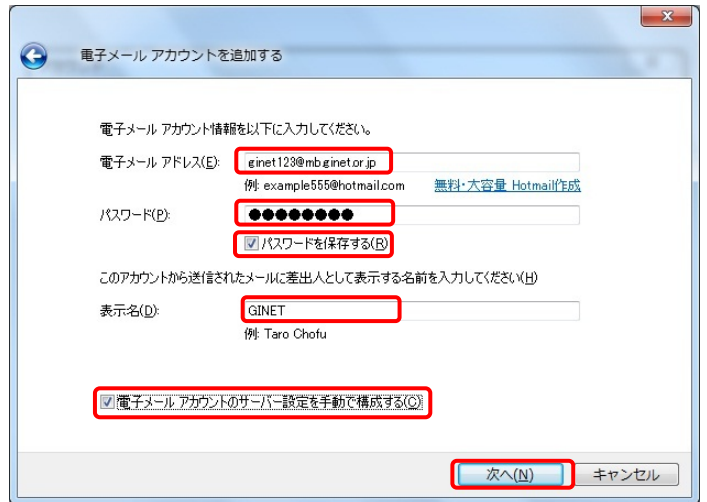 電子メール アカウントを追加する
電子メール アカウント情報を以下に入力してください。
電子メール アドレス(E): ginet123@mb.ginet.or.jp
例: example555@hotmail.com 無料・大容量 Hotmail作成
パスワード(P): ●●●●●●●●
パスワードを保存する(R)
このアカウントから送信されたメールに差出人として表示する名前を入力してください(H)
表示名(D): GINET
例: Taro Chofu
電子メール アカウントのサーバー設定を手動で構成する(C)
次へ(N) キャンセル